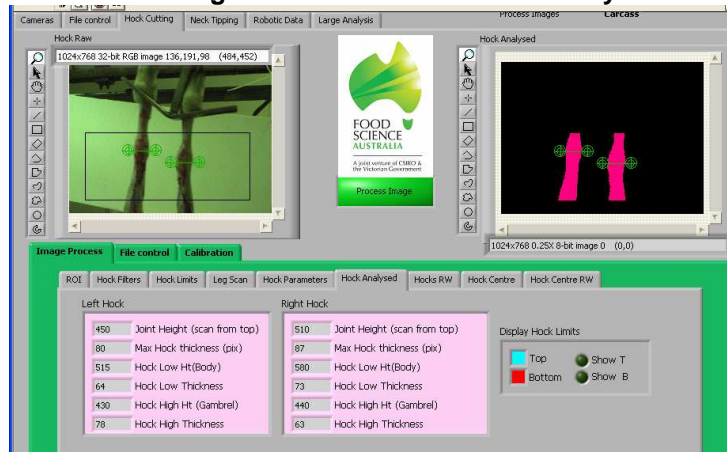 Process Images Carcass
Cameras File control Hock Cutting Neck Tipping Robotic Data Large Analysis
Hock Raw
1024x768 32-bit RGB image 136,191,98 (484,452)
FOOD
SCIENCE
AUSTRALIA
A joint venture of CSIRO &
the Victorian Government
Process Image
Hock Analysed
1024x768 0.25X 8-bit image 0 (0,0)
Image Process File control Calibration
ROI Hock Filters Hock Limits Leg Scan Hock Parameters Hock Analysed Hocks RW Hock Centre Hock Centre RW
Left Hock
450 Joint Height (scan from top)
80 Max Hock thickness (pix)
515 Hock Low Ht(Body)
64 Hock Low Thickness
430 Hock High Ht (Gambrel)
78 Hock High Thickness
Right Hock
510 Joint Height (scan from top)
87 Max Hock thickness (pix)
580 Hock Low Ht(Body)
73 Hock Low Thickness
440 Hock High Ht (Gambrel)
63 Hock High Thickness
Display Hock Limits
Top Show T
Bottom Show B